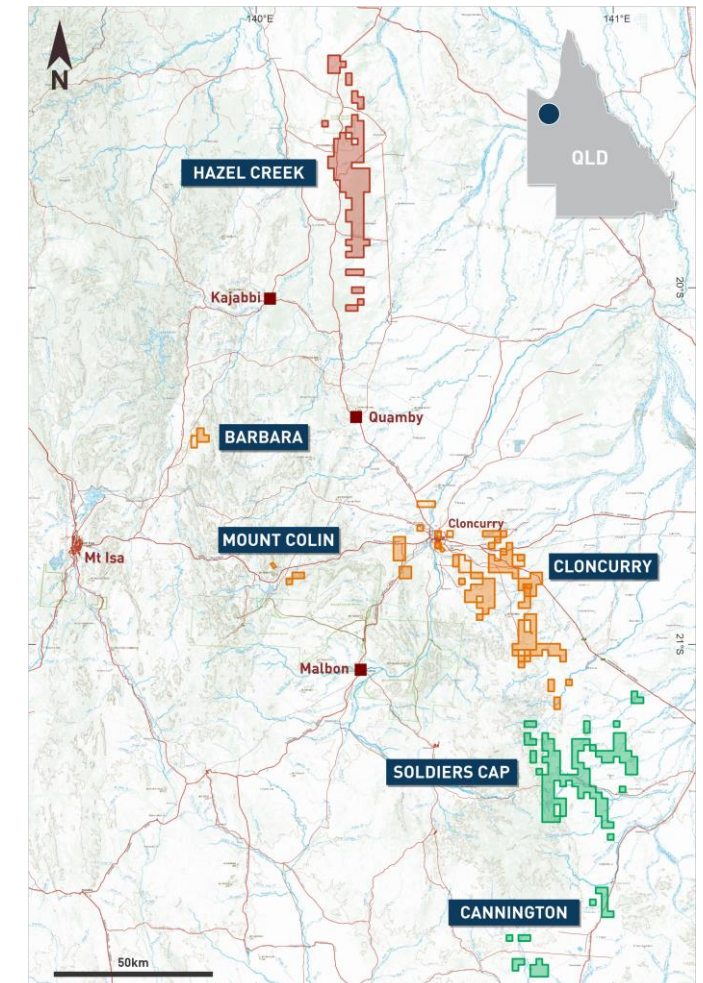 140°E
141°E
N
QLD
HAZEL CREEK
20°S
Kajabbi
Quamby
BARBARA
Cloncurry
MOUNT COLIN
Mt Isa
CLONCURRY
21°S
Malbon
SOLDIERS CAP
CANNINGTON
50km